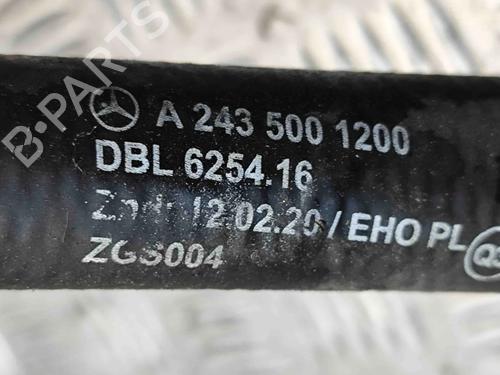 A 243 500 1200
DBL 6254.16
12.02.20 / EHO PL
ZGS004
B-Parts